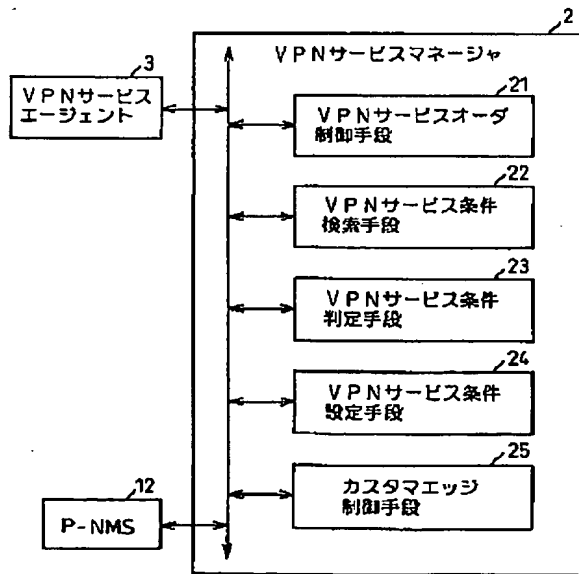 2
VPNサービスマネージャ
3
VPNサービス
エージェント
21
VPNサービスオーダ
制御手段
22
VPNサービス条件
検索手段
23
VPNサービス条件
判定手段
24
VPNサービス条件
設定手段
25
カスタマエッジ
制御手段
12
P-NMS